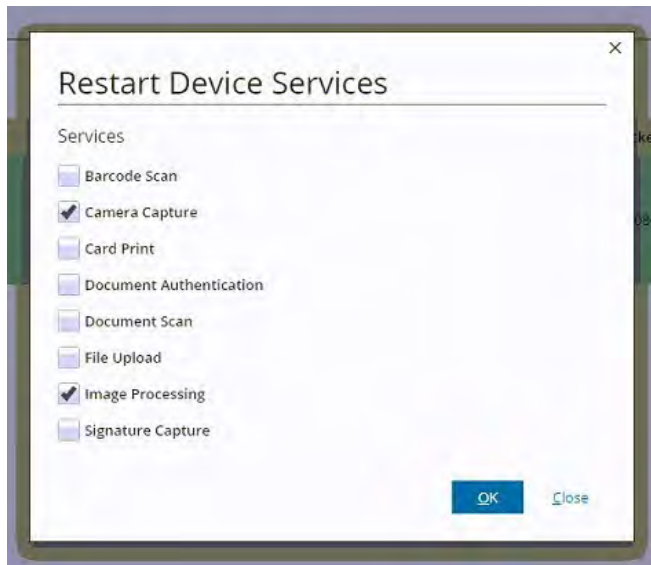 ×
Restart Device Services
Services
Barcode Scan
Camera Capture
Card Print
Document Authentication
Document Scan
File Upload
Image Processing
Signature Capture
OK Close